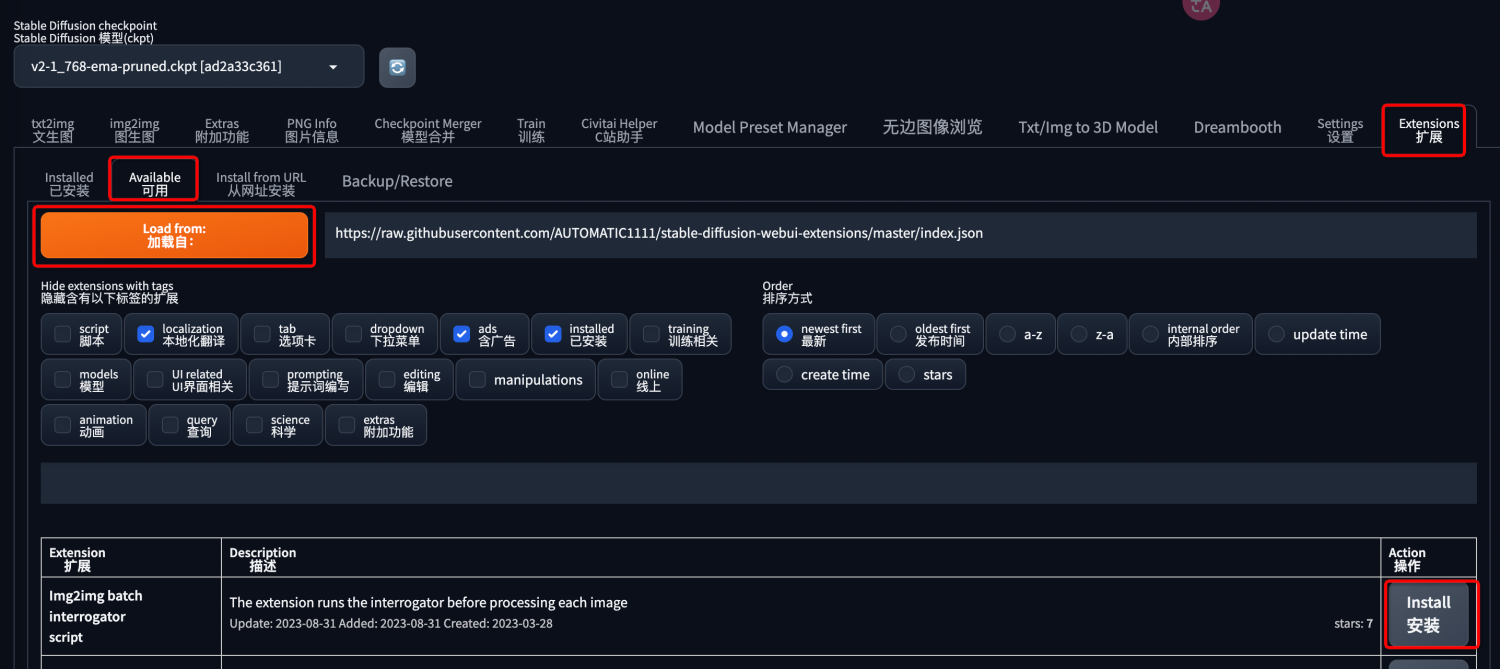 Stable Diffusion checkpoint
Stable Diffusion 模型(ckpt)
v2-1_768-ema-pruned.ckpt [ad2a33c361]
txt2img
文生图
img2img
图生图
Extras
附加功能
PNG Info
图片信息
Checkpoint Merger
模型合并
Train
训练
Civitai Helper
C站助手
Model Preset Manager
无边图像浏览
Txt/Img to 3D Model
Dreambooth
Settings
设置
Extensions
扩展
Installed
已安装
Available
可用
Install from URL
从网址安装
Backup/Restore
Load from:
加载自:
https://raw.githubusercontent.com/AUTOMATIC1111/stable-diffusion-webui-extensions/master/index.json
Hide extensions with tags
隐藏含有以下标签的扩展
script
脚本
localization
本地化翻译
tab
选项卡
dropdown
下拉菜单
ads
含广告
installed
已安装
training
训练相关
models
模型
UI related
UI界面相关
prompting
提示词编写
editing
编辑
manipulations
online
线上
animation
动画
query
查询
science
科学
extras
附加功能
Order
排序方式
newest first
最新
oldest first
发布时间
a-z
z-a
internal order
内部排序
update time
create time
stars
Extension
扩展
Description
描述
Action
操作
Img2img batch
interrogator
script
The extension runs the interrogator before processing each image
Update: 2023-08-31 Added: 2023-08-31 Created: 2023-03-28
stars: 7
Install
安装